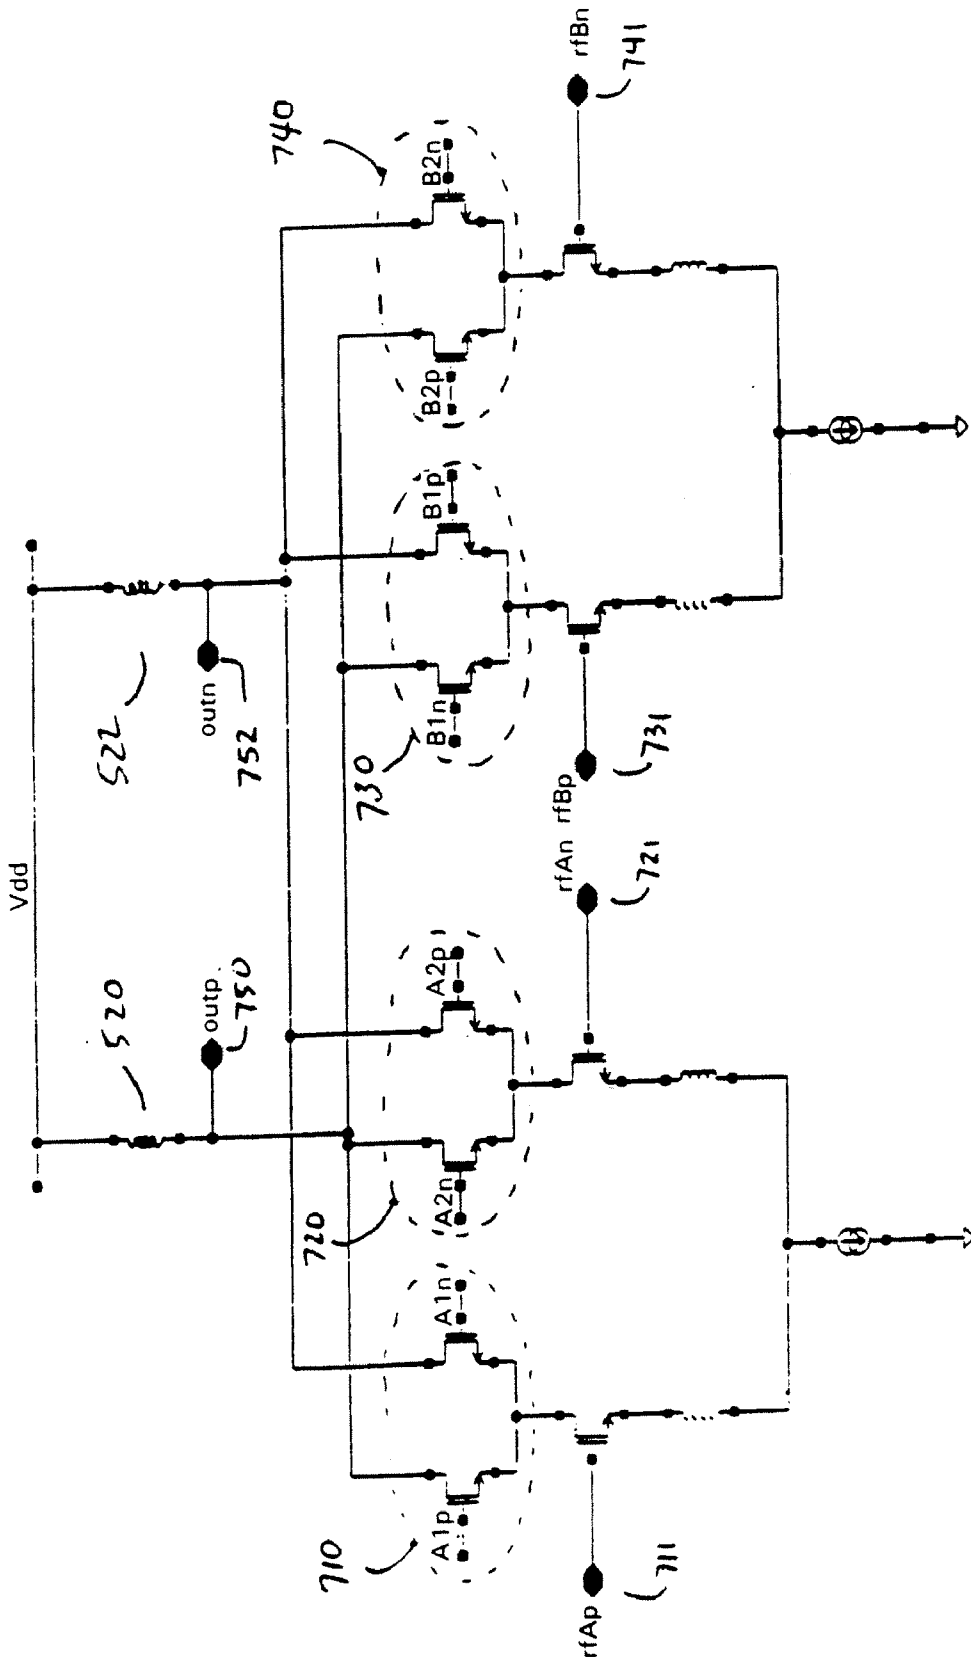 Vdd
520
522
outp
750
outn
752
710
720
730
740
A1p
A1n
A2n
A2p
B1n
B1p
B2p
B2n
rfAp
711
rfAn
721
rfBp
731
rfBn
741